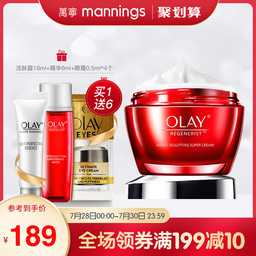 萬寧 mannings 聚划算
活肤露18ml+精华6ml+眼霜0.5ml*4个
买1
送6
OLAY
EYES
ULTIMATE
EYE CREAM
OLAY
OLAY
OLAY
REGENERIST
MICRO-SCULPTING SUPER CREAM
参考到手价
¥189
7月28日00:00-7月30日 23:59
全场领券满199减10